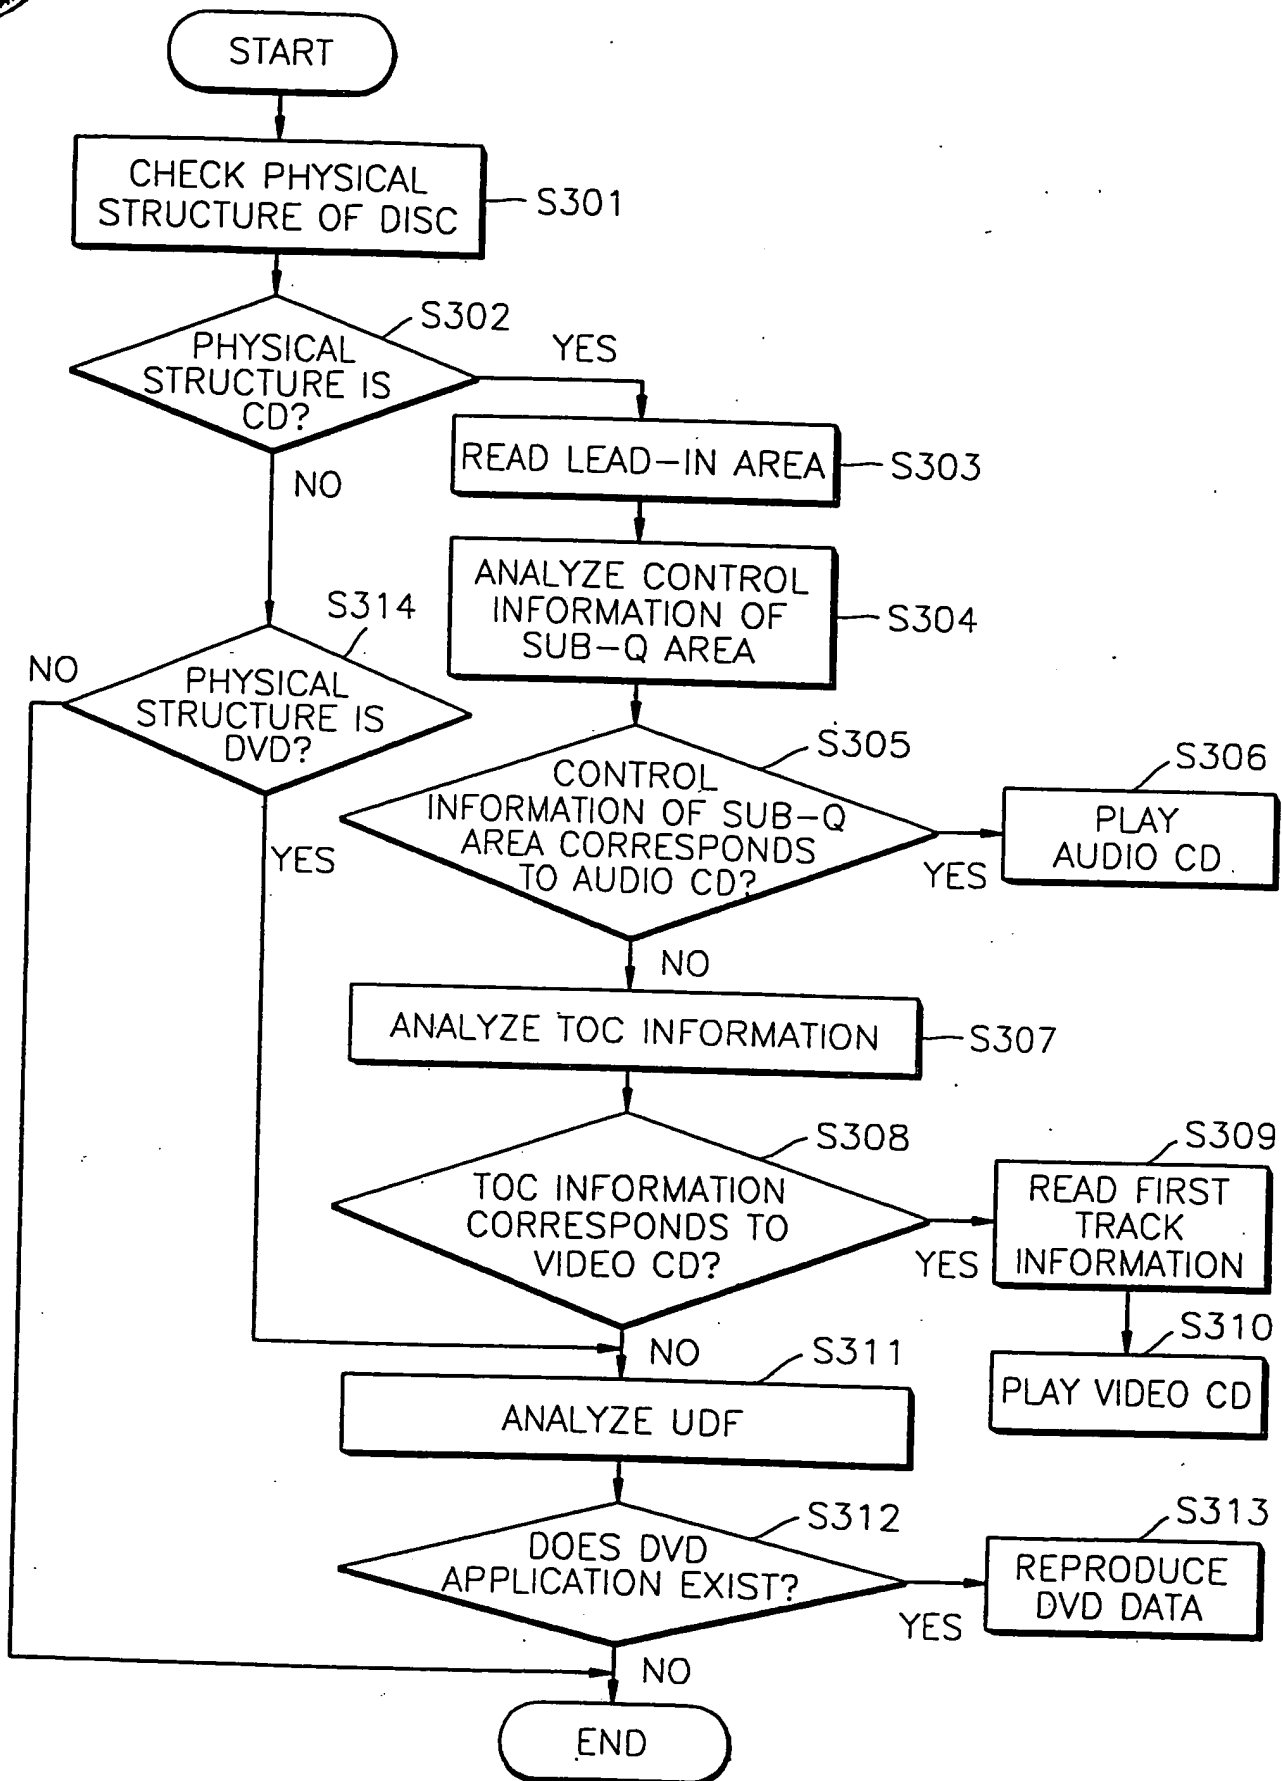 START
CHECK PHYSICAL
STRUCTURE OF DISC
S301
S302
PHYSICAL
STRUCTURE IS
CD?
YES
NO
READ LEAD-IN AREA
S303
ANALYZE CONTROL
INFORMATION OF
SUB-Q AREA
S304
S314
NO
PHYSICAL
STRUCTURE IS
DVD?
YES
S305
CONTROL
INFORMATION OF SUB-Q
AREA CORRESPONDS
TO AUDIO CD?
YES
NO
S306
PLAY
AUDIO CD
ANALYZE TOC INFORMATION
S307
S308
TOC INFORMATION
CORRESPONDS TO
VIDEO CD?
YES
NO
S309
READ FIRST
TRACK
INFORMATION
S310
PLAY VIDEO CD
S311
ANALYZE UDF
S312
DOES DVD
APPLICATION EXIST?
YES
NO
S313
REPRODUCE
DVD DATA
END